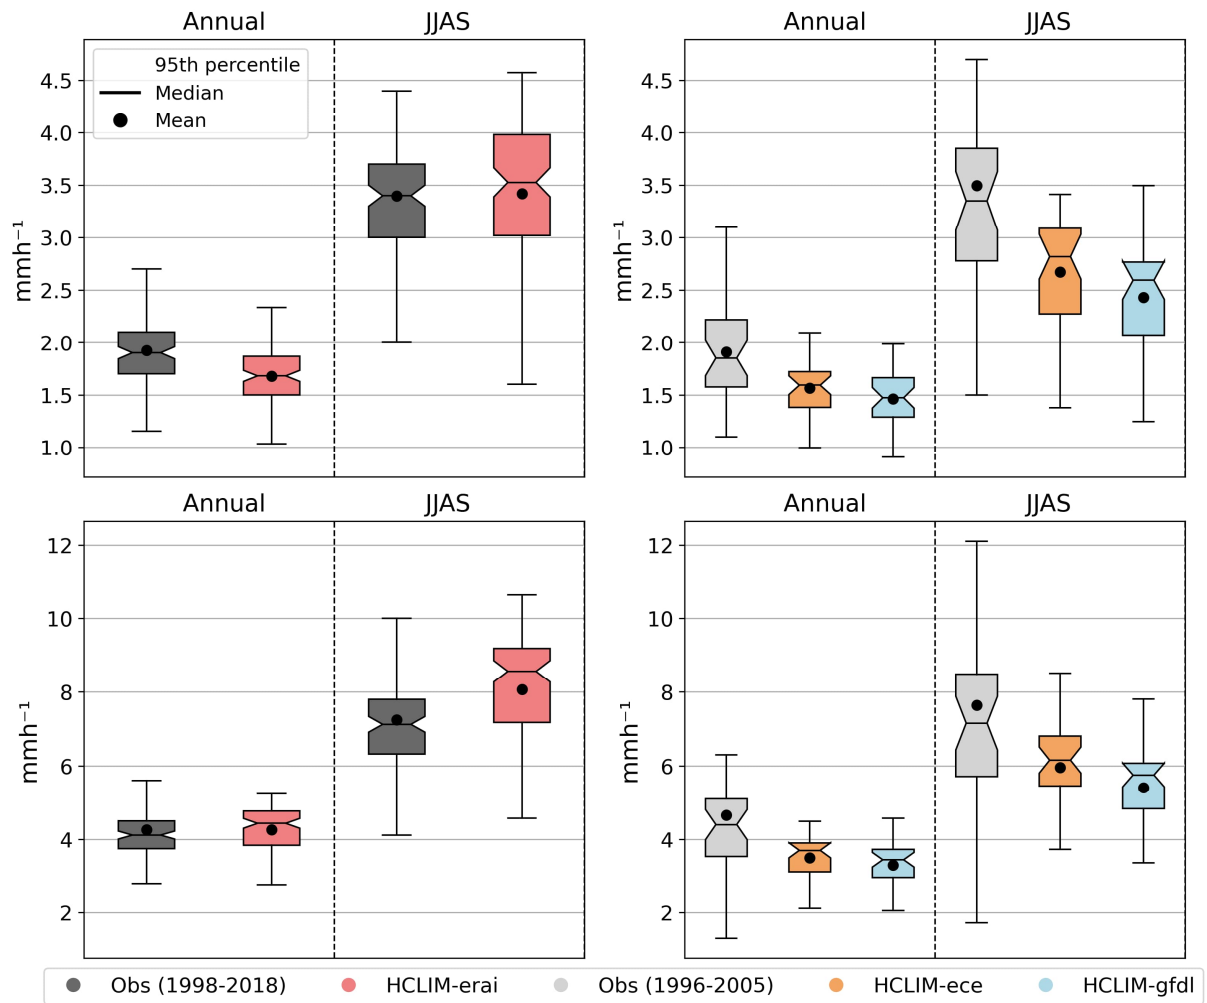 Annual JJAS Annual JJAS
95th percentile
Median
Mean
mmh⁻¹
4.5
4.0
3.5
3.0
2.5
2.0
1.5
1.0
mmh⁻¹
4.5
4.0
3.5
3.0
2.5
2.0
1.5
1.0
Annual JJAS Annual JJAS
mmh⁻¹
12
10
8
6
4
2
mmh⁻¹
12
10
8
6
4
2
Obs (1998-2018) HCLIM-erai Obs (1996-2005) HCLIM-ece HCLIM-gfdl